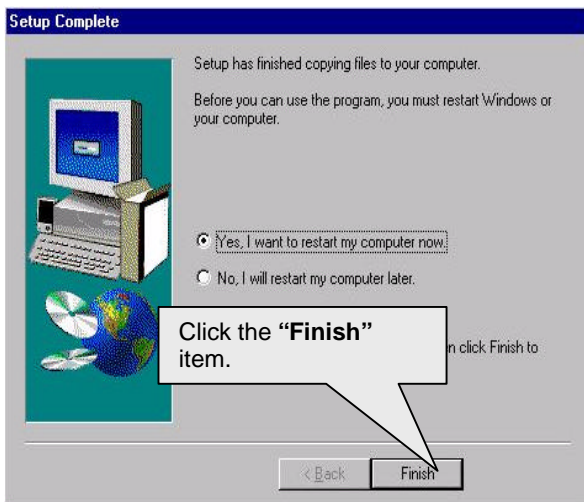 Setup Complete
Setup has finished copying files to your computer.
Before you can use the program, you must restart Windows or
your computer.
Yes, I want to restart my computer now.
No, I will restart my computer later.
Click the “Finish”
item.
click Finish to
< Back
Finish